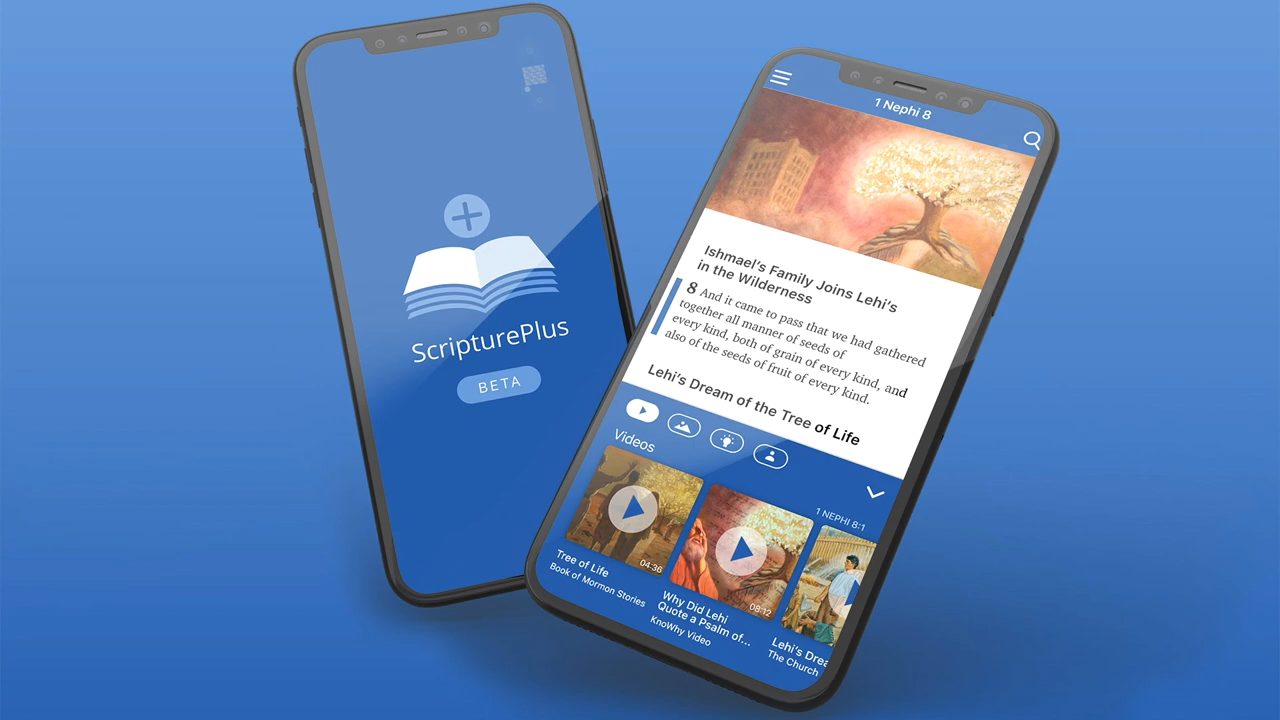 ScripturePlus
BETA
1 Nephi 8
Ishmael's Family Joins Lehi's
in the Wilderness
8 And it came to pass that we had gathered
together all manner of seeds of
every kind, both of grain of every kind, and
also of the seeds of fruit of every kind.
Lehi's Dream of the Tree of Life
Videos
1 NEPHI 8:1
04:36
Tree of Life
Book of Mormon Stories
08:12
Why Did Lehi
Quote a Psalm of...
KnoWhy Video
Lehi's Drea
The Church